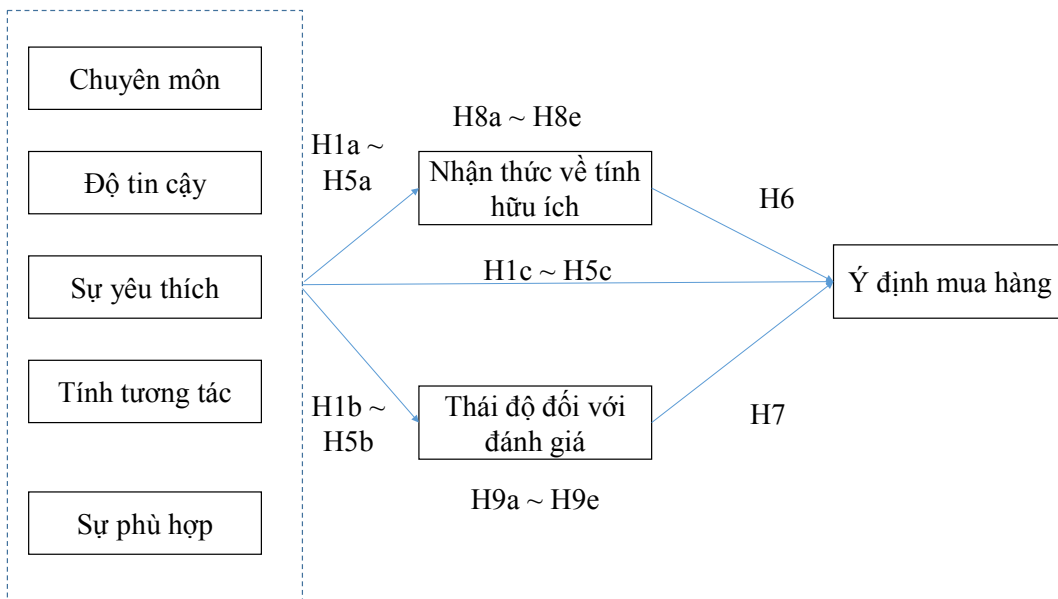 Chuyên môn
Độ tin cậy
Sự yêu thích
Tính tương tác
Sự phù hợp
H1a ~
H5a
H8a ~ H8e
Nhận thức về tính
hữu ích
H1c ~ H5c
H1b ~
H5b
Thái độ đối với
đánh giá
H9a ~ H9e
H6
H7
Ý định mua hàng